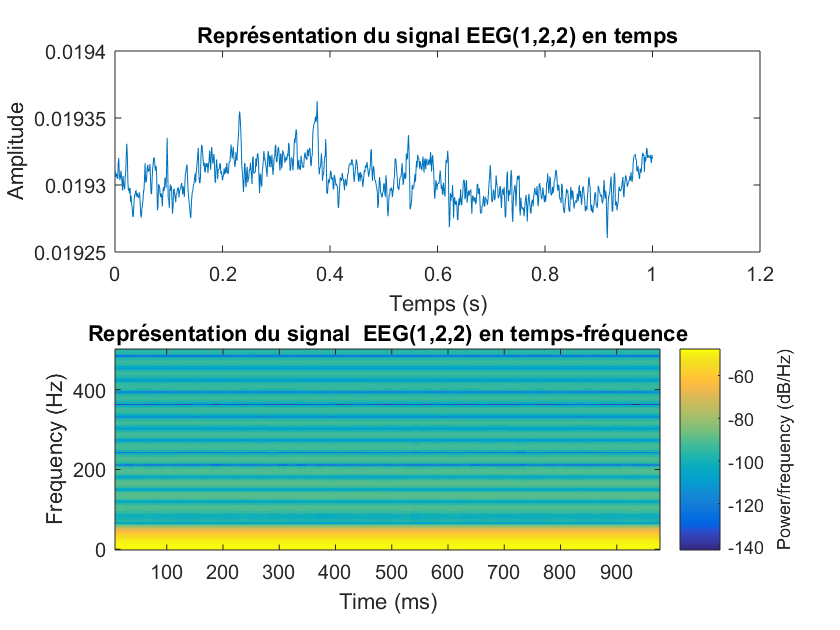 Représentation du signal EEG(1,2,2) en temps
Amplitude
0.0194
0.01935
0.0193
0.01925
0 0.2 0.4 0.6 0.8 1 1.2
Temps (s)
Représentation du signal  EEG(1,2,2) en temps-fréquence
Frequency (Hz)
400
200
0
100 200 300 400 500 600 700 800 900
Time (ms)
-60
-80
-100
-120
-140
Power/frequency (dB/Hz)